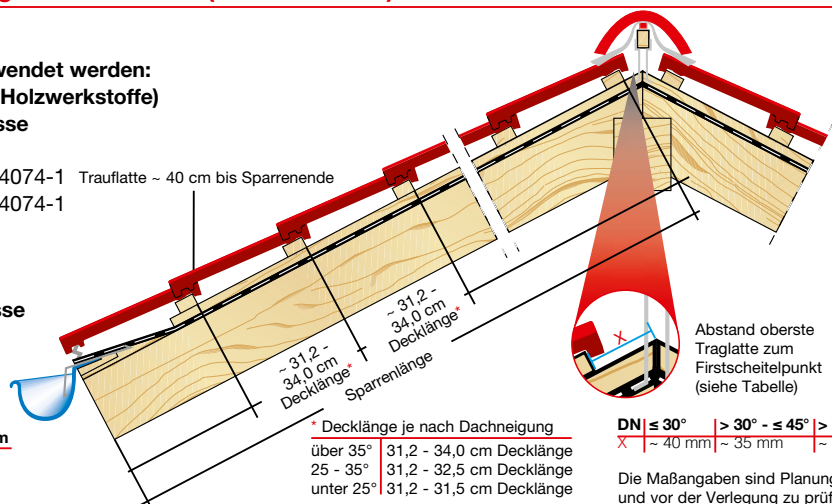 wendet werden:
Holzwerkstoffe)
sse
4074-1
4074-1
sse
Trauflatte ~ 40 cm bis Sparrenende
~ 31,2 -
34,0 cm
Decklänge*
~ 31,2 -
34,0 cm
Decklänge*
Sparrenlänge
X
Abstand oberste
Traglatte zum
Firstscheitelpunkt
(siehe Tabelle)
* Decklänge je nach Dachneigung
über 35° 31,2 - 34,0 cm Decklänge
25 - 35° 31,2 - 32,5 cm Decklänge
unter 25° 31,2 - 31,5 cm Decklänge
DN ≤ 30° > 30° - ≤ 45° >
X ~ 40 mm ~ 35 mm ~
Die Maßangaben sind Planung
und vor der Verlegung zu prüf